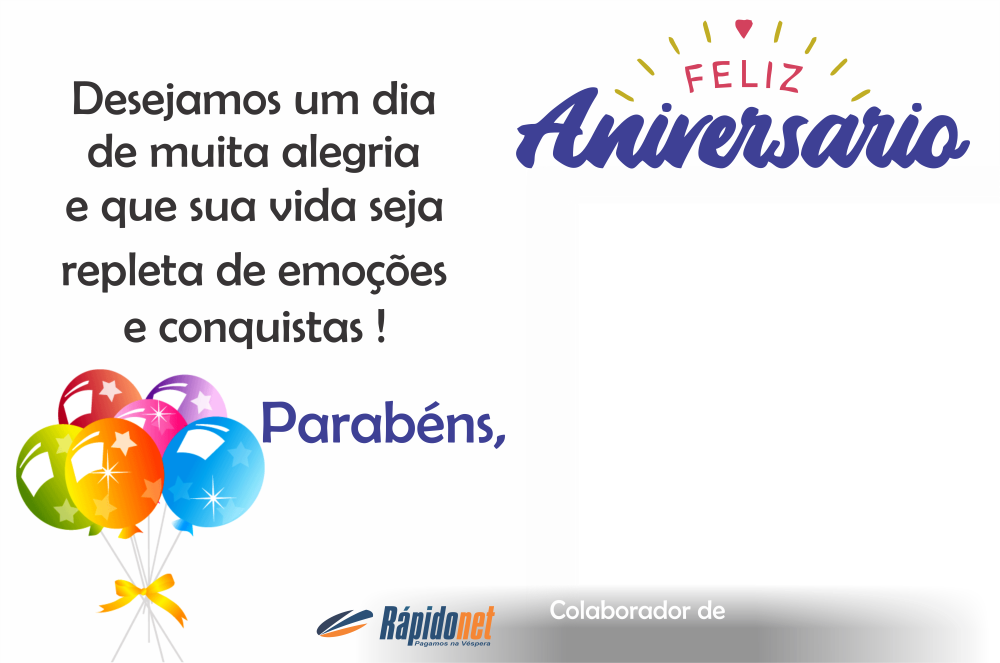 FELIZ
Aniversario
Desejamos um dia
de muita alegria
e que sua vida seja
repleta de emoções
e conquistas !
Parabéns,
Rápidonet
Pagamos na Véspera
Colaborador de